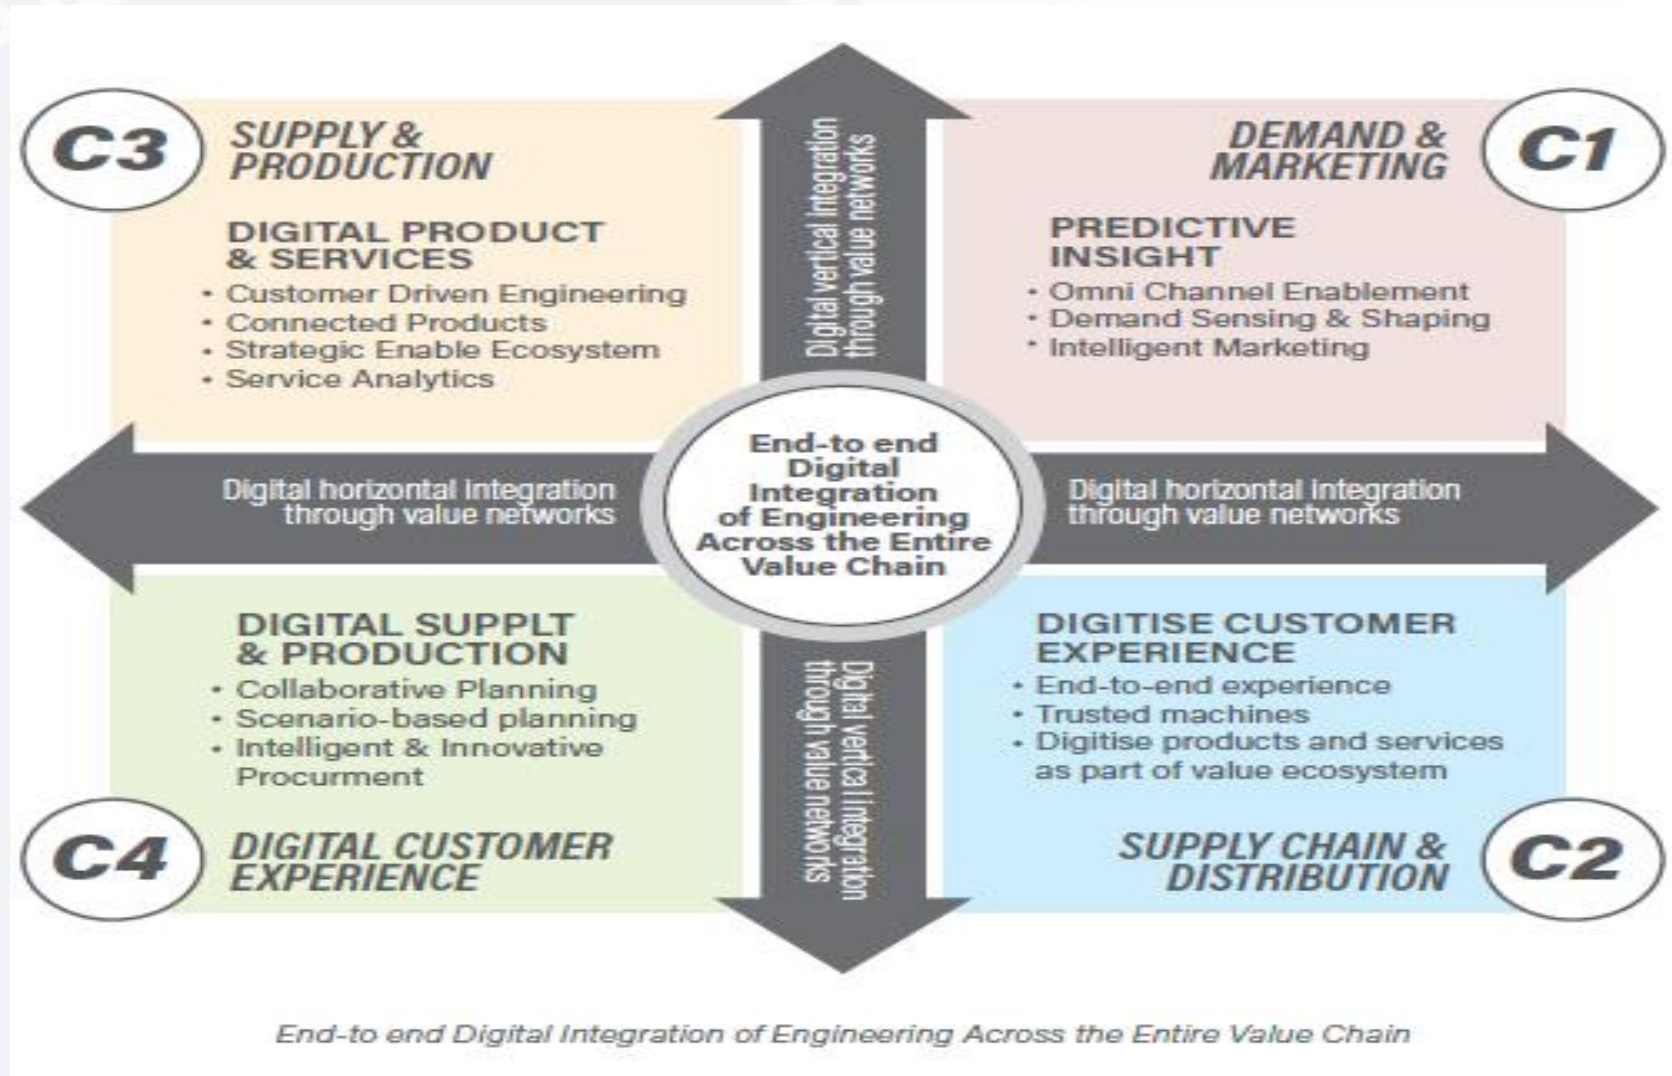 C3
SUPPLY &
PRODUCTION
DIGITAL PRODUCT
& SERVICES
• Customer Driven Engineering
• Connected Products
• Strategic Enable Ecosystem
• Service Analytics
Digital vertical integration
through value networks
DEMAND &
MARKETING
C1
PREDICTIVE
INSIGHT
• Omni Channel Enablement
• Demand Sensing & Shaping
• Intelligent Marketing
Digital horizontal integration
through value networks
End-to end
Digital
Integration
of Engineering
Across the Entire
Value Chain
Digital horizontal integration
through value networks
DIGITAL SUPPLT
& PRODUCTION
• Collaborative Planning
• Scenario-based planning
• Intelligent & Innovative
Procurment
C4
DIGITAL CUSTOMER
EXPERIENCE
Digital vertical integration
through value networks
DIGITISE CUSTOMER
EXPERIENCE
• End-to-end experience
• Trusted machines
• Digitise products and services
as part of value ecosystem
SUPPLY CHAIN &
DISTRIBUTION
C2
End-to end Digital Integration of Engineering Across the Entire Value Chain